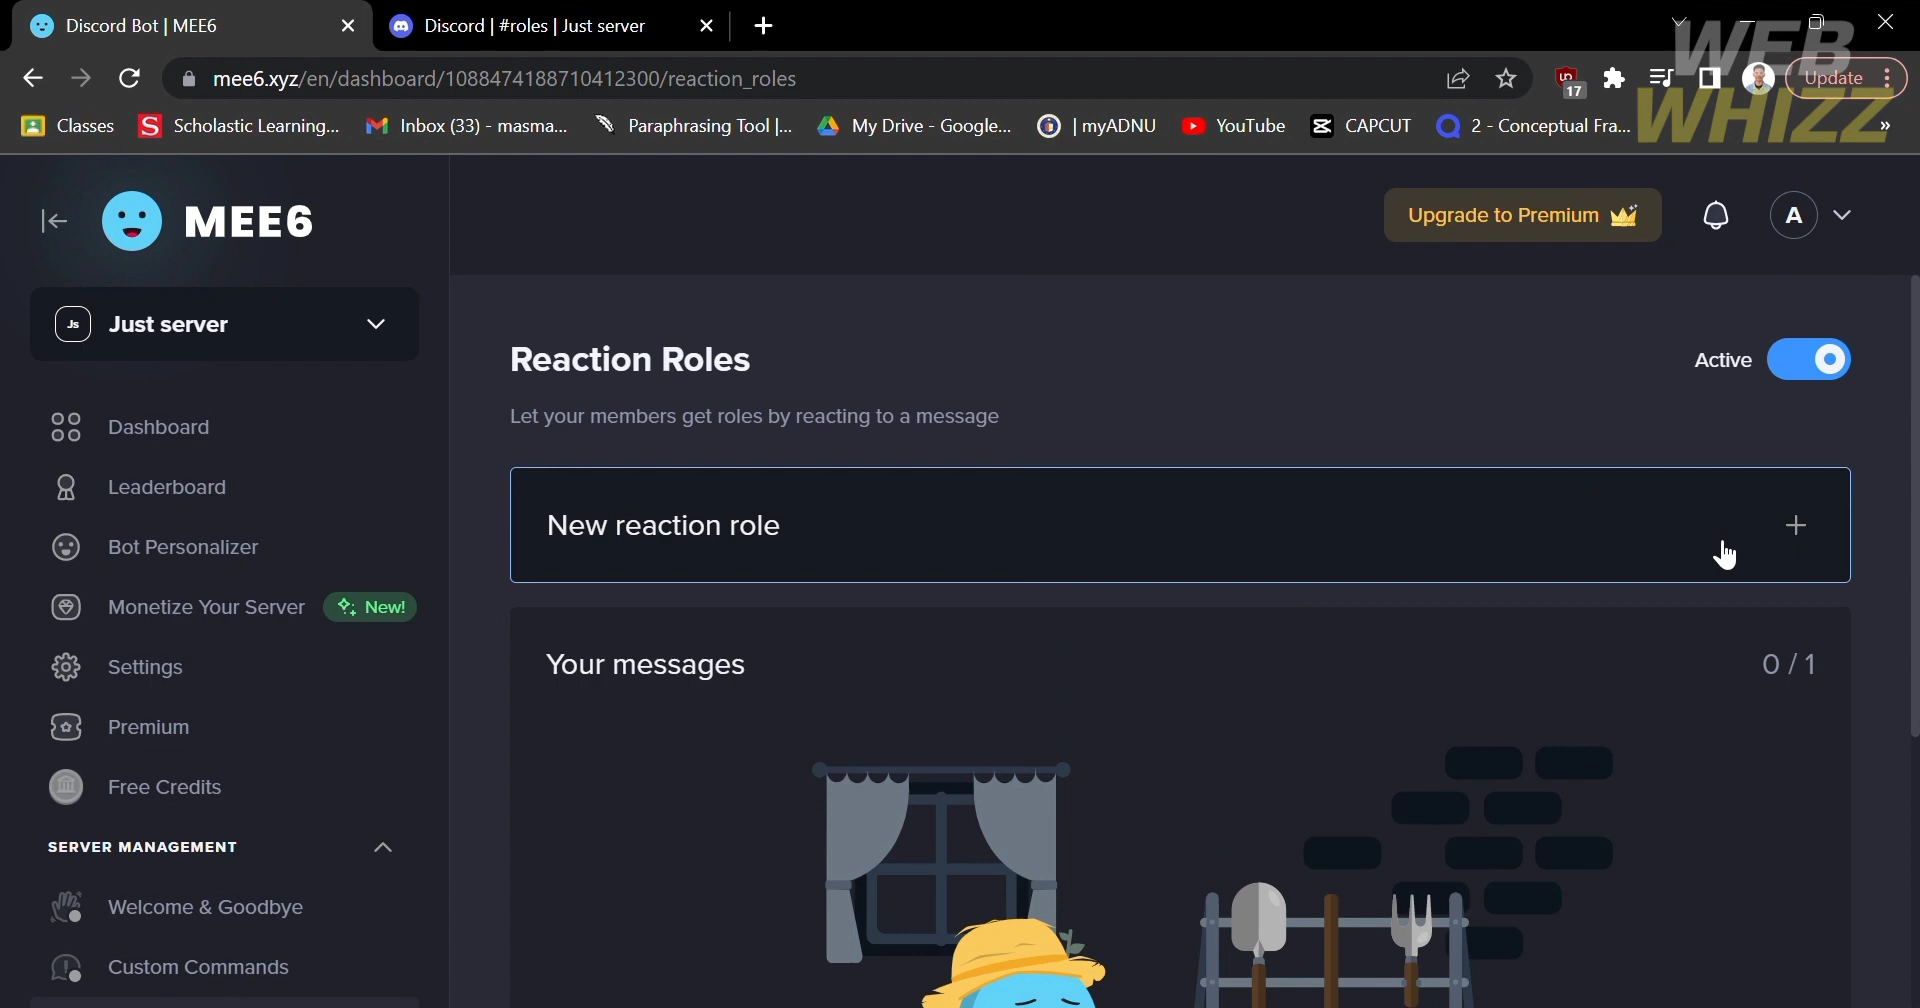 Discord Bot | MEE6
Discord | #roles | Just server
mee6.xyz/en/dashboard/1088474188710412300/reaction_roles
17
Update
Classes
Scholastic Learning...
Inbox (33) - masma...
Paraphrasing Tool |...
My Drive - Google...
| myADNU
YouTube
CAPCUT
2 - Conceptual Fra...
»
WEB
WHIZZ
MEE6
Upgrade to Premium
A
Js
Just server
Reaction Roles
Active
Let your members get roles by reacting to a message
Dashboard
Leaderboard
Bot Personalizer
Monetize Your Server
New!
Settings
Premium
Free Credits
SERVER MANAGEMENT
Welcome & Goodbye
Custom Commands
New reaction role
Your messages
0 / 1